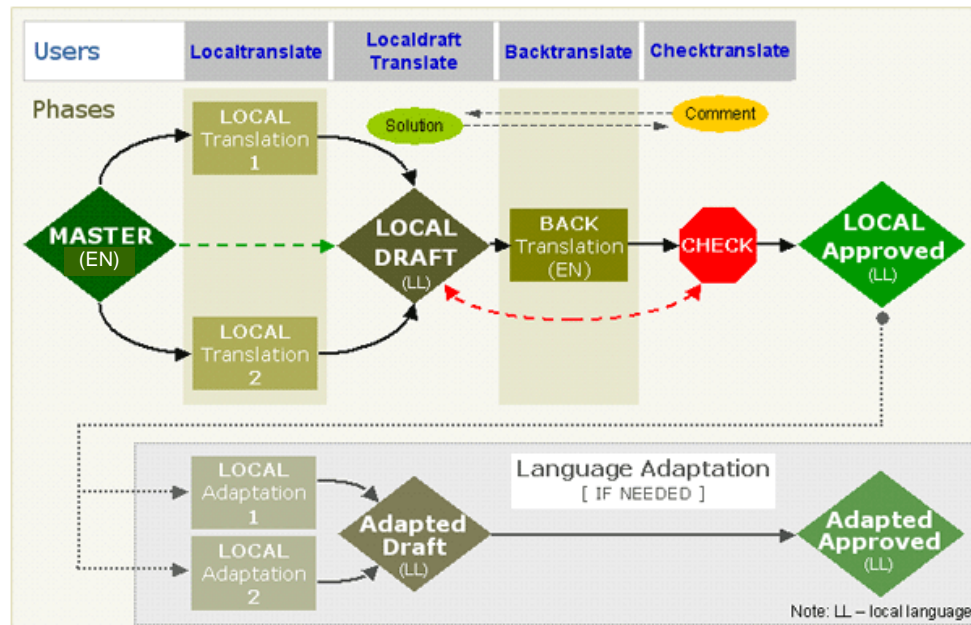 Users
Localtranslate
Localdraft
Translate
Backtranslate
Checktranslate
Phases
LOCAL
Translation
1
Solution
Comment
MASTER
(EN)
LOCAL
DRAFT
(LL)
BACK
Translation
(EN)
CHECK
LOCAL
Approved
(LL)
LOCAL
Translation
2
LOCAL
Adaptation
1
Language Adaptation
[ IF NEEDED ]
Adapted
Draft
(LL)
Adapted
Approved
(LL)
LOCAL
Adaptation
2
Note: LL – local language